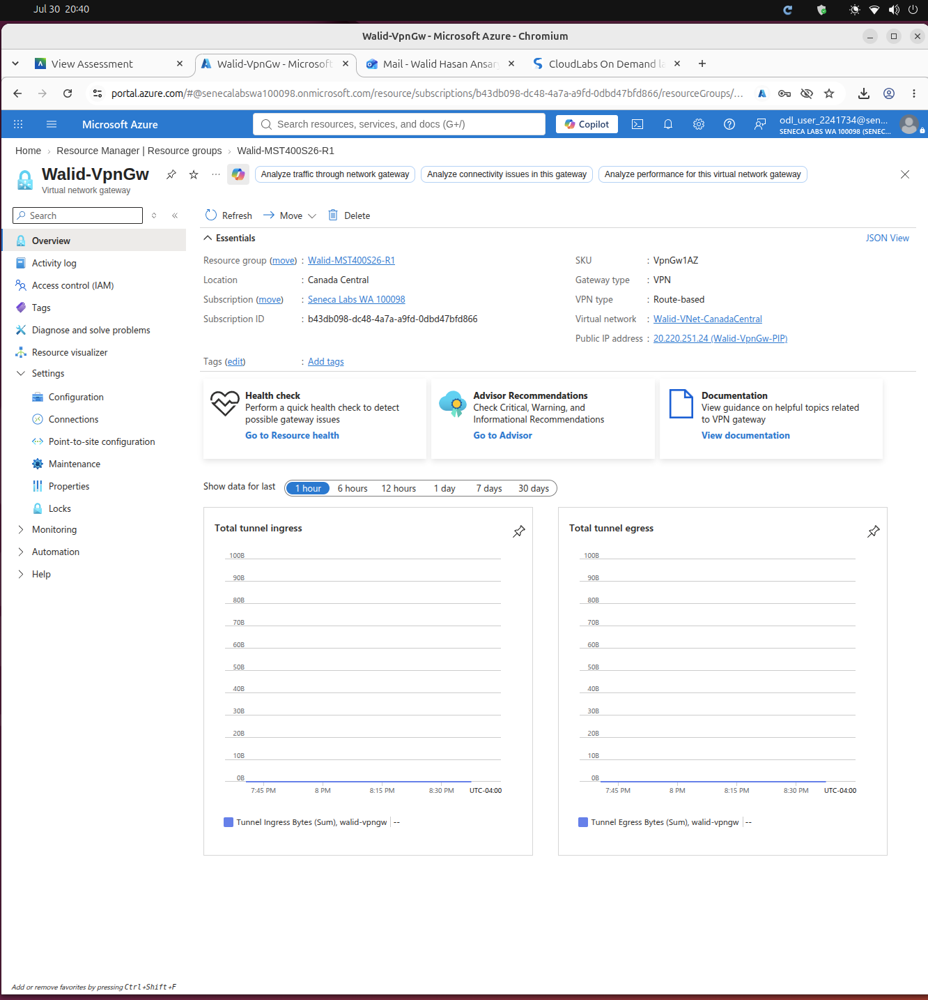 Jul 30 20:40
Walid-VpnGw - Microsoft Azure - Chromium
View Assessment
Walid-VpnGw - Microsoft
Mail - Walid Hasan Ansar
CloudLabs On Demand la
portal.azure.com/#@senecalabswa100098.onmicrosoft.com/resource/subscriptions/b43db098-dc48-4a7a-a9fd-0dbd47bfd866/resourceGroups/...
Microsoft Azure
Search resources, services, and docs (G+/)
Copilot
odl_user_2241734@sen...
SENECA LABS WA 100098 (SENEC...
Home › Resource Manager | Resource groups › Walid-MST400S26-R1
Walid-VpnGw
Virtual network gateway
Analyze traffic through network gateway
Analyze connectivity issues in this gateway
Analyze performance for this virtual network gateway
Search
Overview
Activity log
Access control (IAM)
Tags
Diagnose and solve problems
Resource visualizer
Settings
Configuration
Connections
Point-to-site configuration
Maintenance
Properties
Locks
Monitoring
Automation
Help
Refresh
Move
Delete
Essentials
JSON View
Resource group (move) : Walid-MST400S26-R1
Location : Canada Central
Subscription (move) : Seneca Labs WA 100098
Subscription ID : b43db098-dc48-4a7a-a9fd-0dbd47bfd866
SKU : VpnGw1AZ
Gateway type : VPN
VPN type : Route-based
Virtual network : Walid-VNet-CanadaCentral
Public IP address : 20.220.251.24 (Walid-VpnGw-PIP)
Tags (edit) : Add tags
Health check
Perform a quick health check to detect
possible gateway issues
Go to Resource health
Advisor Recommendations
Check Critical, Warning, and
Informational Recommendations
Go to Advisor
Documentation
View guidance on helpful topics related
to VPN gateway
View documentation
Show data for last
1 hour
6 hours
12 hours
1 day
7 days
30 days
Total tunnel ingress
100B
90B
80B
70B
60B
50B
40B
30B
20B
10B
0B
7:45 PM
8 PM
8:15 PM
8:30 PM
UTC-04:00
Tunnel Ingress Bytes (Sum), walid-vpngw | --
Total tunnel egress
100B
90B
80B
70B
60B
50B
40B
30B
20B
10B
0B
7:45 PM
8 PM
8:15 PM
8:30 PM
UTC-04:00
Tunnel Egress Bytes (Sum), walid-vpngw | --
Add or remove favorites by pressing Ctrl+Shift+F